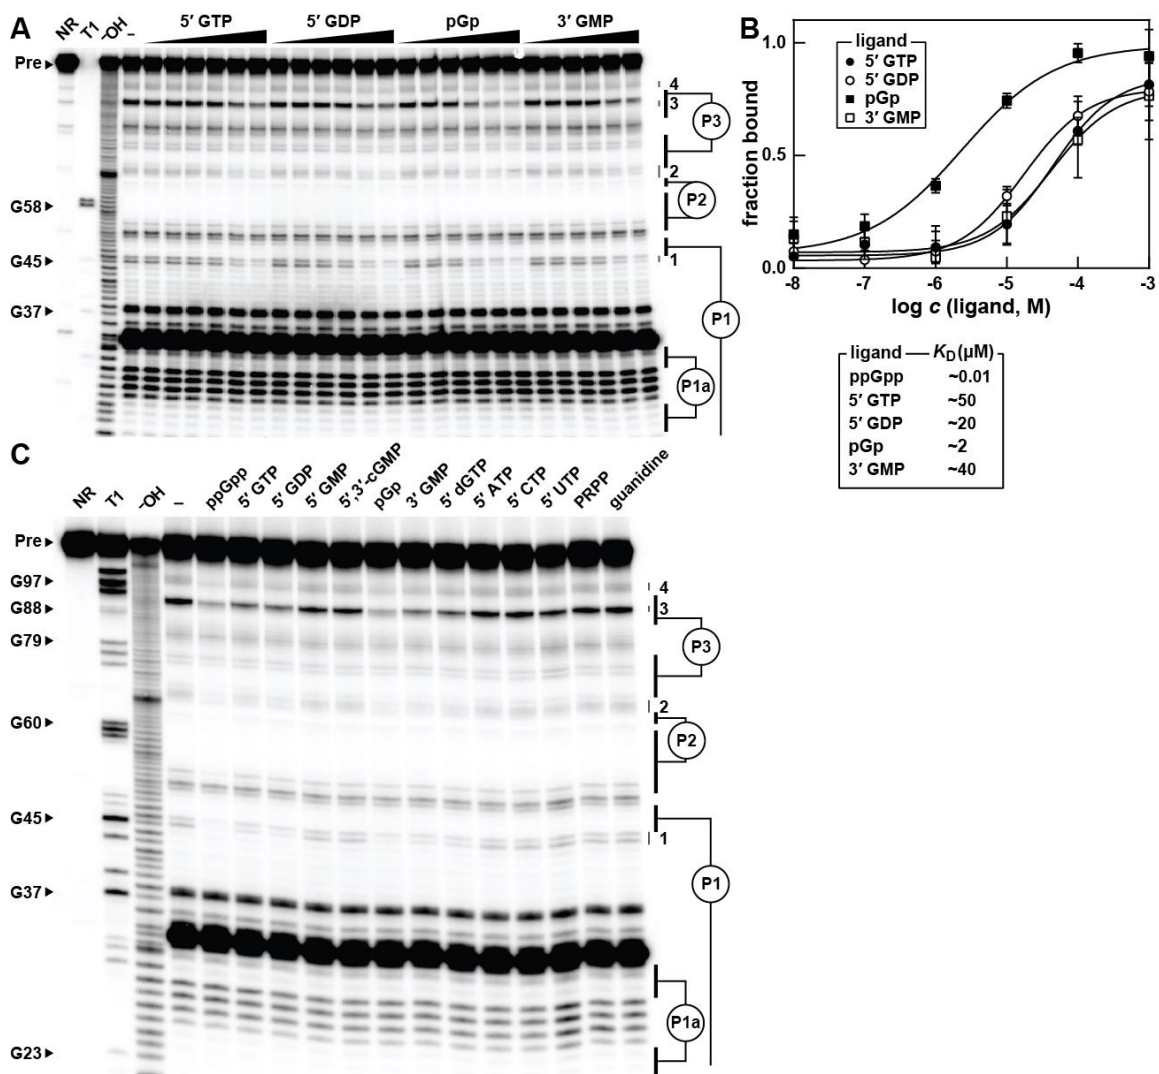 A
NR
T1
-OH
–
5′ GTP
5′ GDP
pGp
3′ GMP
Pre
4
3
P3
2
P2
G58
G45
1
G37
P1
P1a
B
fraction bound
1.0
0.5
0.0
ligand
5′ GTP
5′ GDP
pGp
3′ GMP
-8 -7 -6 -5 -4 -3
log c (ligand, M)
ligand — KD (μM)
ppGpp ~0.01
5′ GTP ~50
5′ GDP ~20
pGp ~2
3′ GMP ~40
C
NR
T1
-OH
–
ppGpp
5′ GTP
5′ GDP
5′ GMP
5′,3′-cGMP
pGp
3′ GMP
5′ dGTP
5′ ATP
5′ CTP
5′ UTP
PRPP
guanidine
Pre
G97
4
G88
3
G79
P3
2
G60
P2
G45
1
G37
P1
P1a
G23